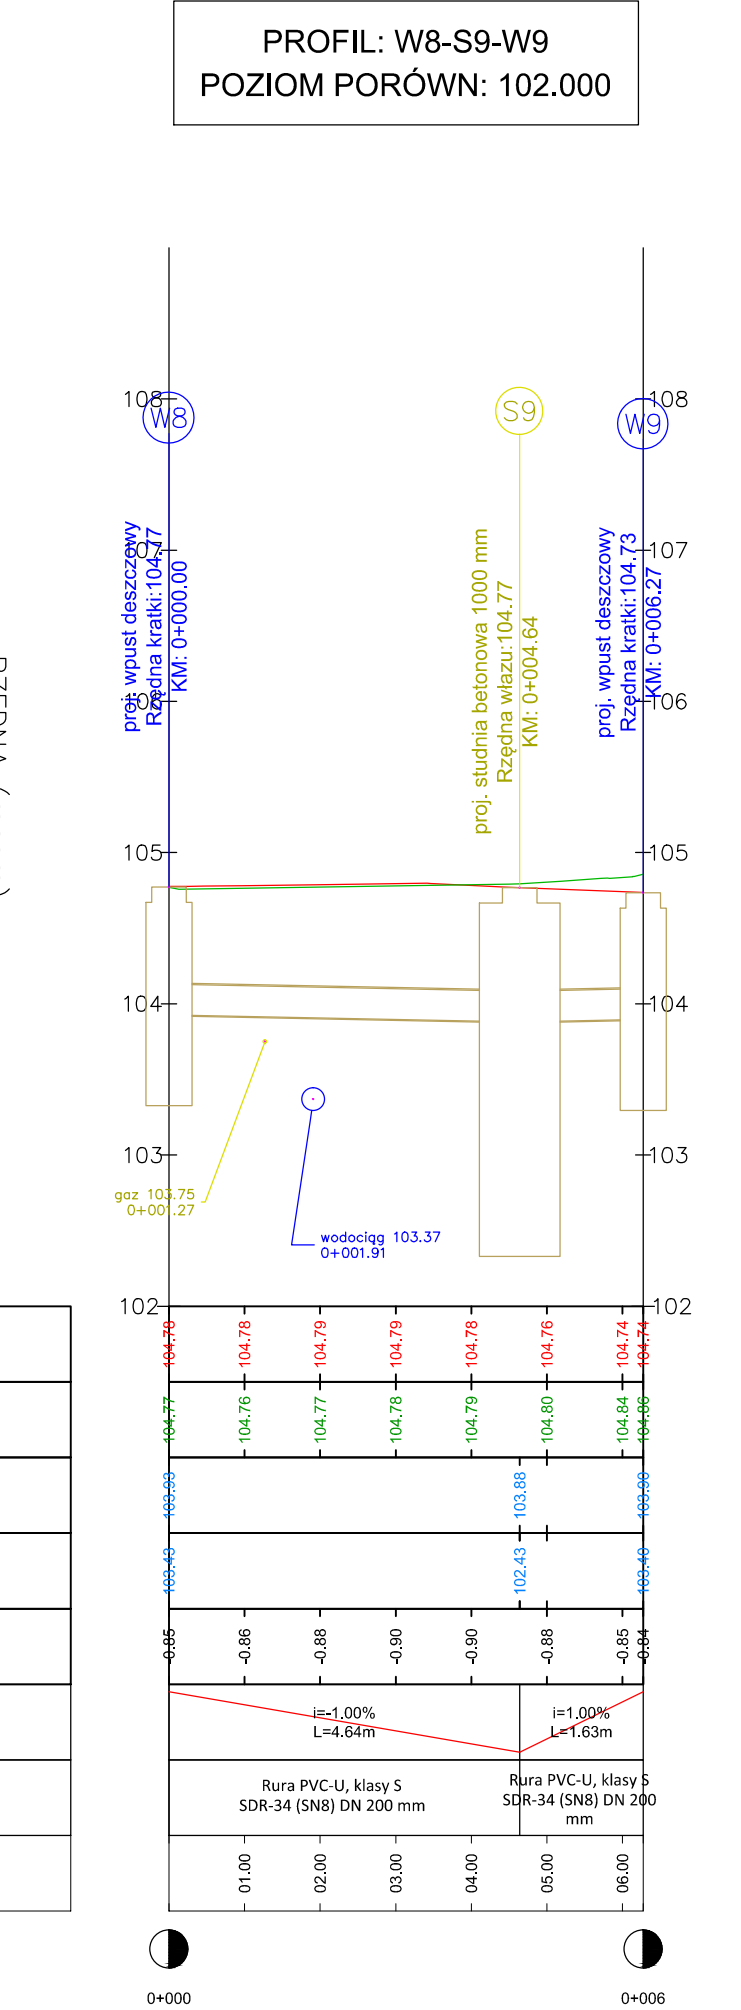 PROFIL: W8-S9-W9
POZIOM PORÓWN: 102.000
108
108
W8
S9
W9
proj. wpust deszczowy
Rzędna kratki:104.77
KM: 0+000.00
proj. studnia betonowa 1000 mm
Rzędna włazu:104.77
KM: 0+004.64
proj. wpust deszczowy
Rzędna kratki:104.73
KM: 0+006.27
107
107
106
106
105
105
104
104
103
103
gaz 103.75
0+001.27
wodociąg 103.37
0+001.91
102
102
104.78 104.78 104.79 104.79 104.78 104.76 104.74 104.74
104.77 104.76 104.77 104.78 104.79 104.80 104.84 104.86
103.93 103.88 103.90
103.43 102.43 103.40
-0.85 -0.86 -0.88 -0.90 -0.90 -0.88 -0.85 -0.84
i=-1.00%
L=4.64m
i=1.00%
L=1.63m
Rura PVC-U, klasy S
SDR-34 (SN8) DN 200 mm
Rura PVC-U, klasy S
SDR-34 (SN8) DN 200
mm
01.00 02.00 03.00 04.00 05.00 06.00
0+000
0+006